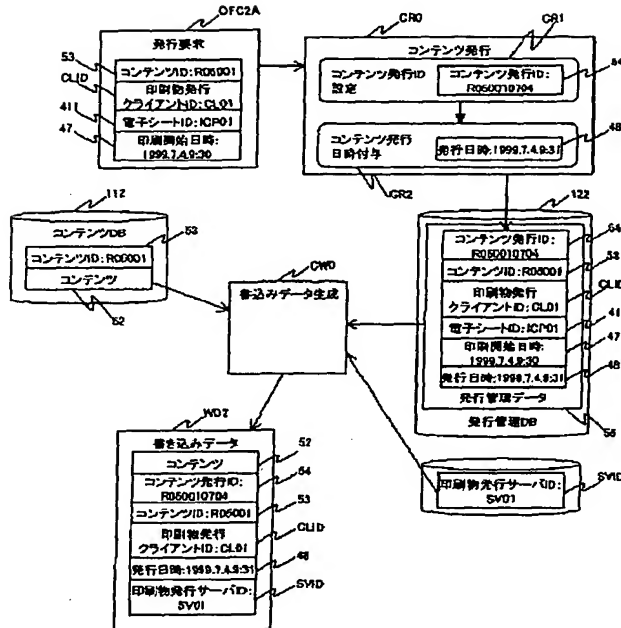 OFC2A
発行要求
53
コンテンツID:R05001
CLID
印刷物発行
クライアントID:CL01
411
電子シートID:ICP01
47
印刷開始日時:
1999.7.4.9:30
CR0
CR1
コンテンツ発行
コンテンツ発行ID
設定
コンテンツ発行ID:
R050010704
54
コンテンツ発行
日時付与
発行日時:1999.7.4.9:31
48
CR2
112
コンテンツDB
53
コンテンツID:R05001
コンテンツ
52
CW0
書込みデータ生成
122
コンテンツ発行ID:
R050010704
54
コンテンツID:R05001
53
印刷物発行
クライアントID:CL01
CLID
電子シートID:ICP01
411
印刷開始日時:
1999.7.4.9:30
47
発行日時:1999.7.4.9:31
48
発行管理データ
発行管理DB
印刷物発行サーバID:
SV01
SVID
WD2
書き込みデータ
コンテンツ
52
コンテンツ発行ID:
R050010704
54
コンテンツID:R05001
53
印刷物発行
クライアントID:CL01
CLID
発行日時:1999.7.4.9:31
48
印刷物発行サーバID:
SV01
SVID